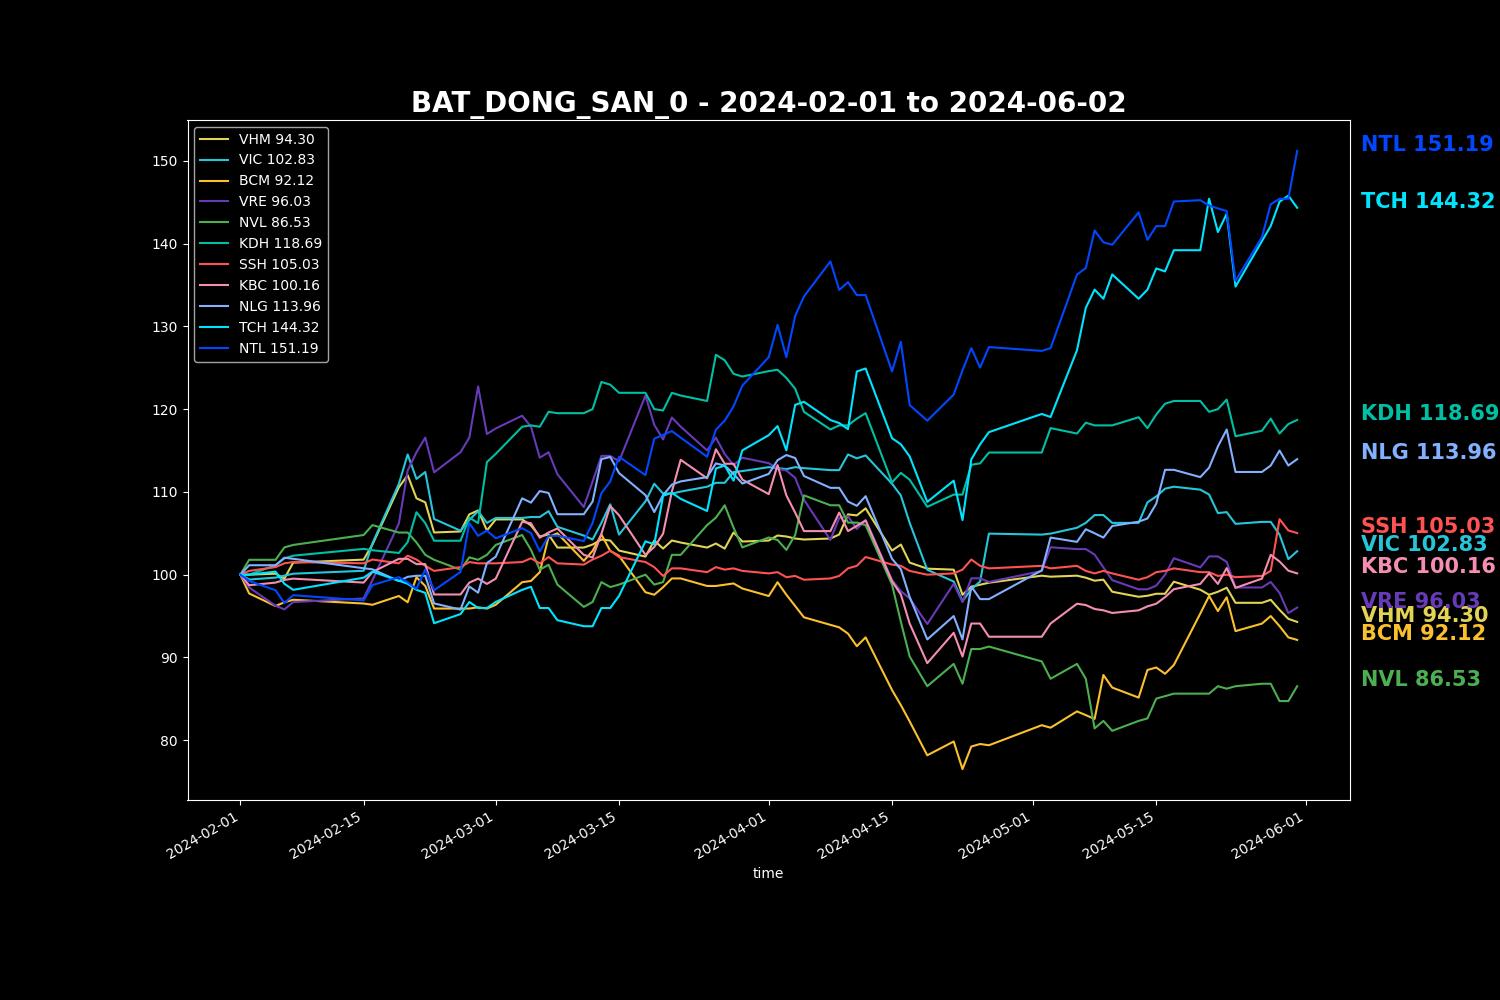 BAT_DONG_SAN_0 - 2024-02-01 to 2024-06-02
VHM 94.30
VIC 102.83
BCM 92.12
VRE 96.03
NVL 86.53
KDH 118.69
SSH 105.03
KBC 100.16
NLG 113.96
TCH 144.32
NTL 151.19
150
140
130
120
110
100
90
80
NTL 151.19
TCH 144.32
KDH 118.69
NLG 113.96
SSH 105.03
VIC 102.83
KBC 100.16
VRE 96.03
VHM 94.30
BCM 92.12
NVL 86.53
2024-02-01
2024-02-15
2024-03-01
2024-03-15
2024-04-01
2024-04-15
2024-05-01
2024-05-15
2024-06-01
time